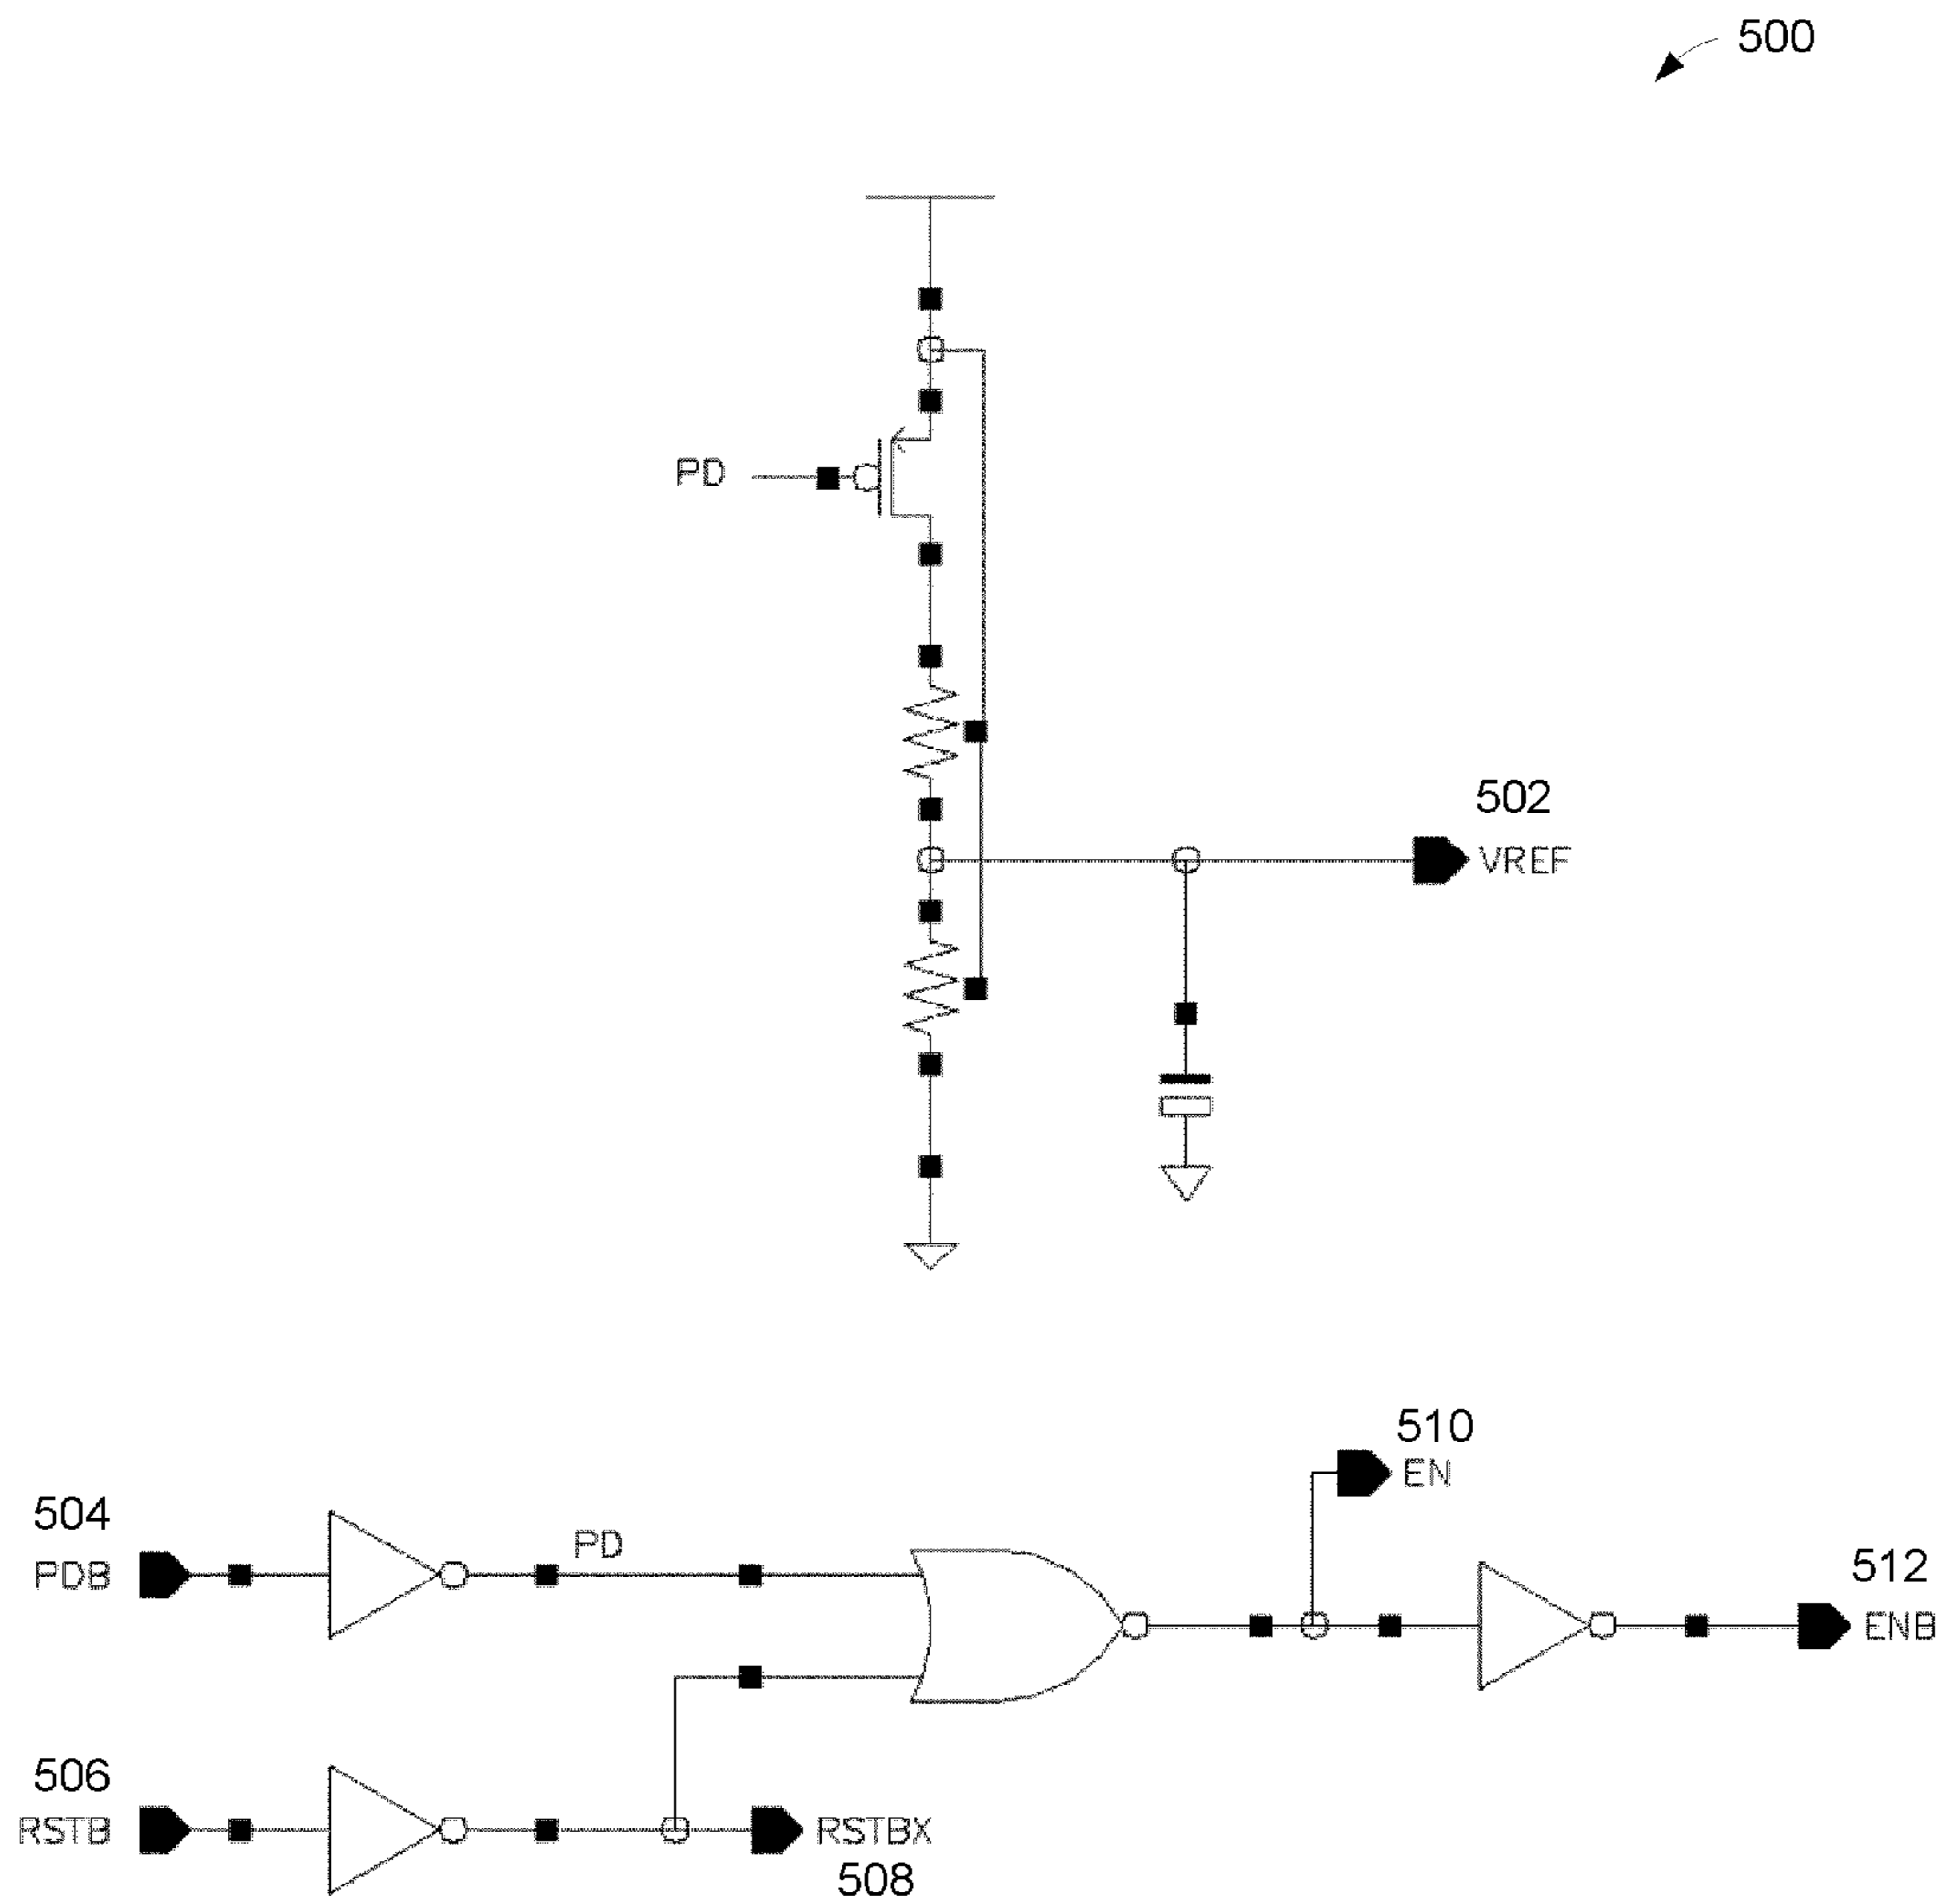 500
PD
502
VREF
510
EN
504
PDB
PD
512
ENB
506
RSTB
RSTBX
508